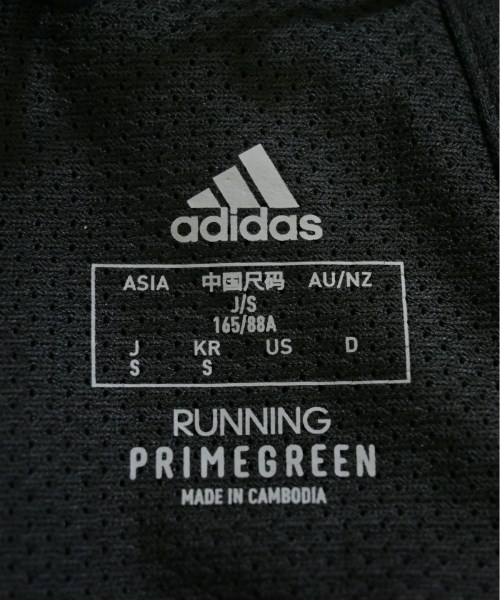 adidas
ASIA 中国尺码 AU/NZ
J/S
165/88A
J KR US D
S S
RUNNING
PRIMEGREEN
MADE IN CAMBODIA